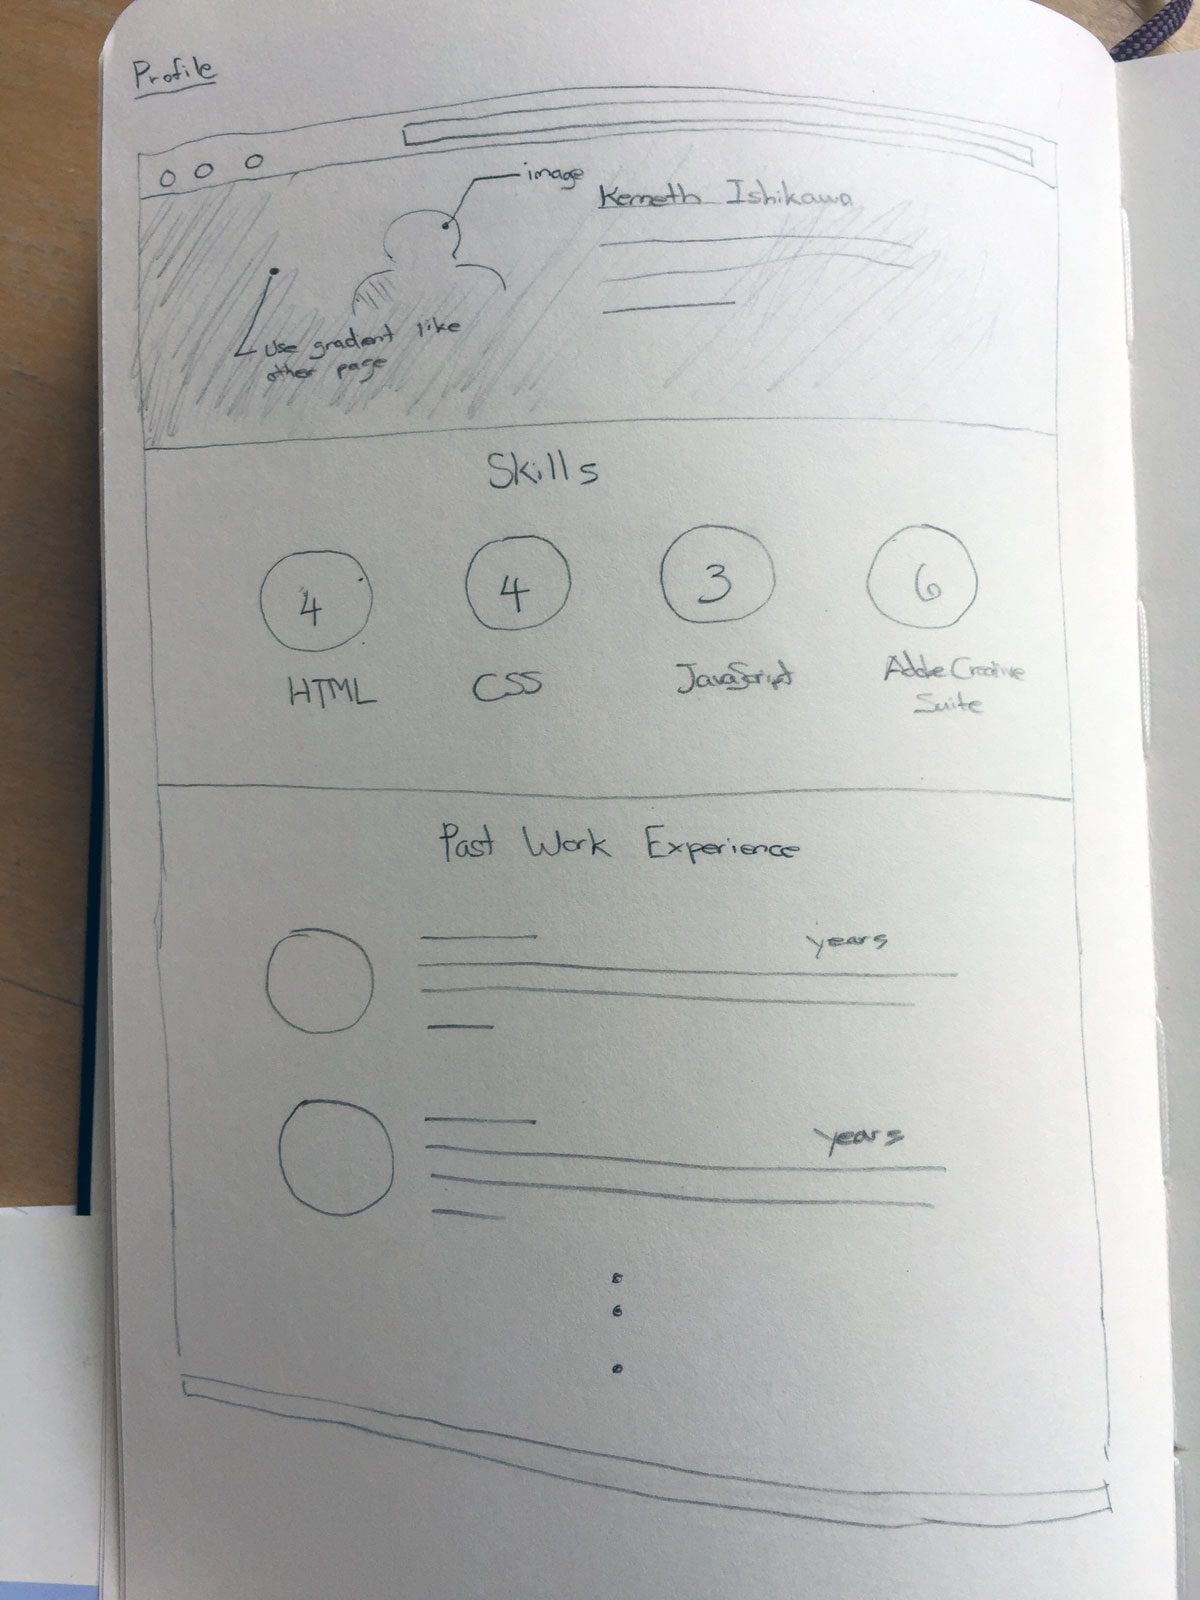 Profile
image
Kenneth Ishikawa
Use gradient like
other page
Skills
4
4
3
6
HTML
CSS
JavaScript
Adobe Creative
Suite
Past Work Experience
years
years